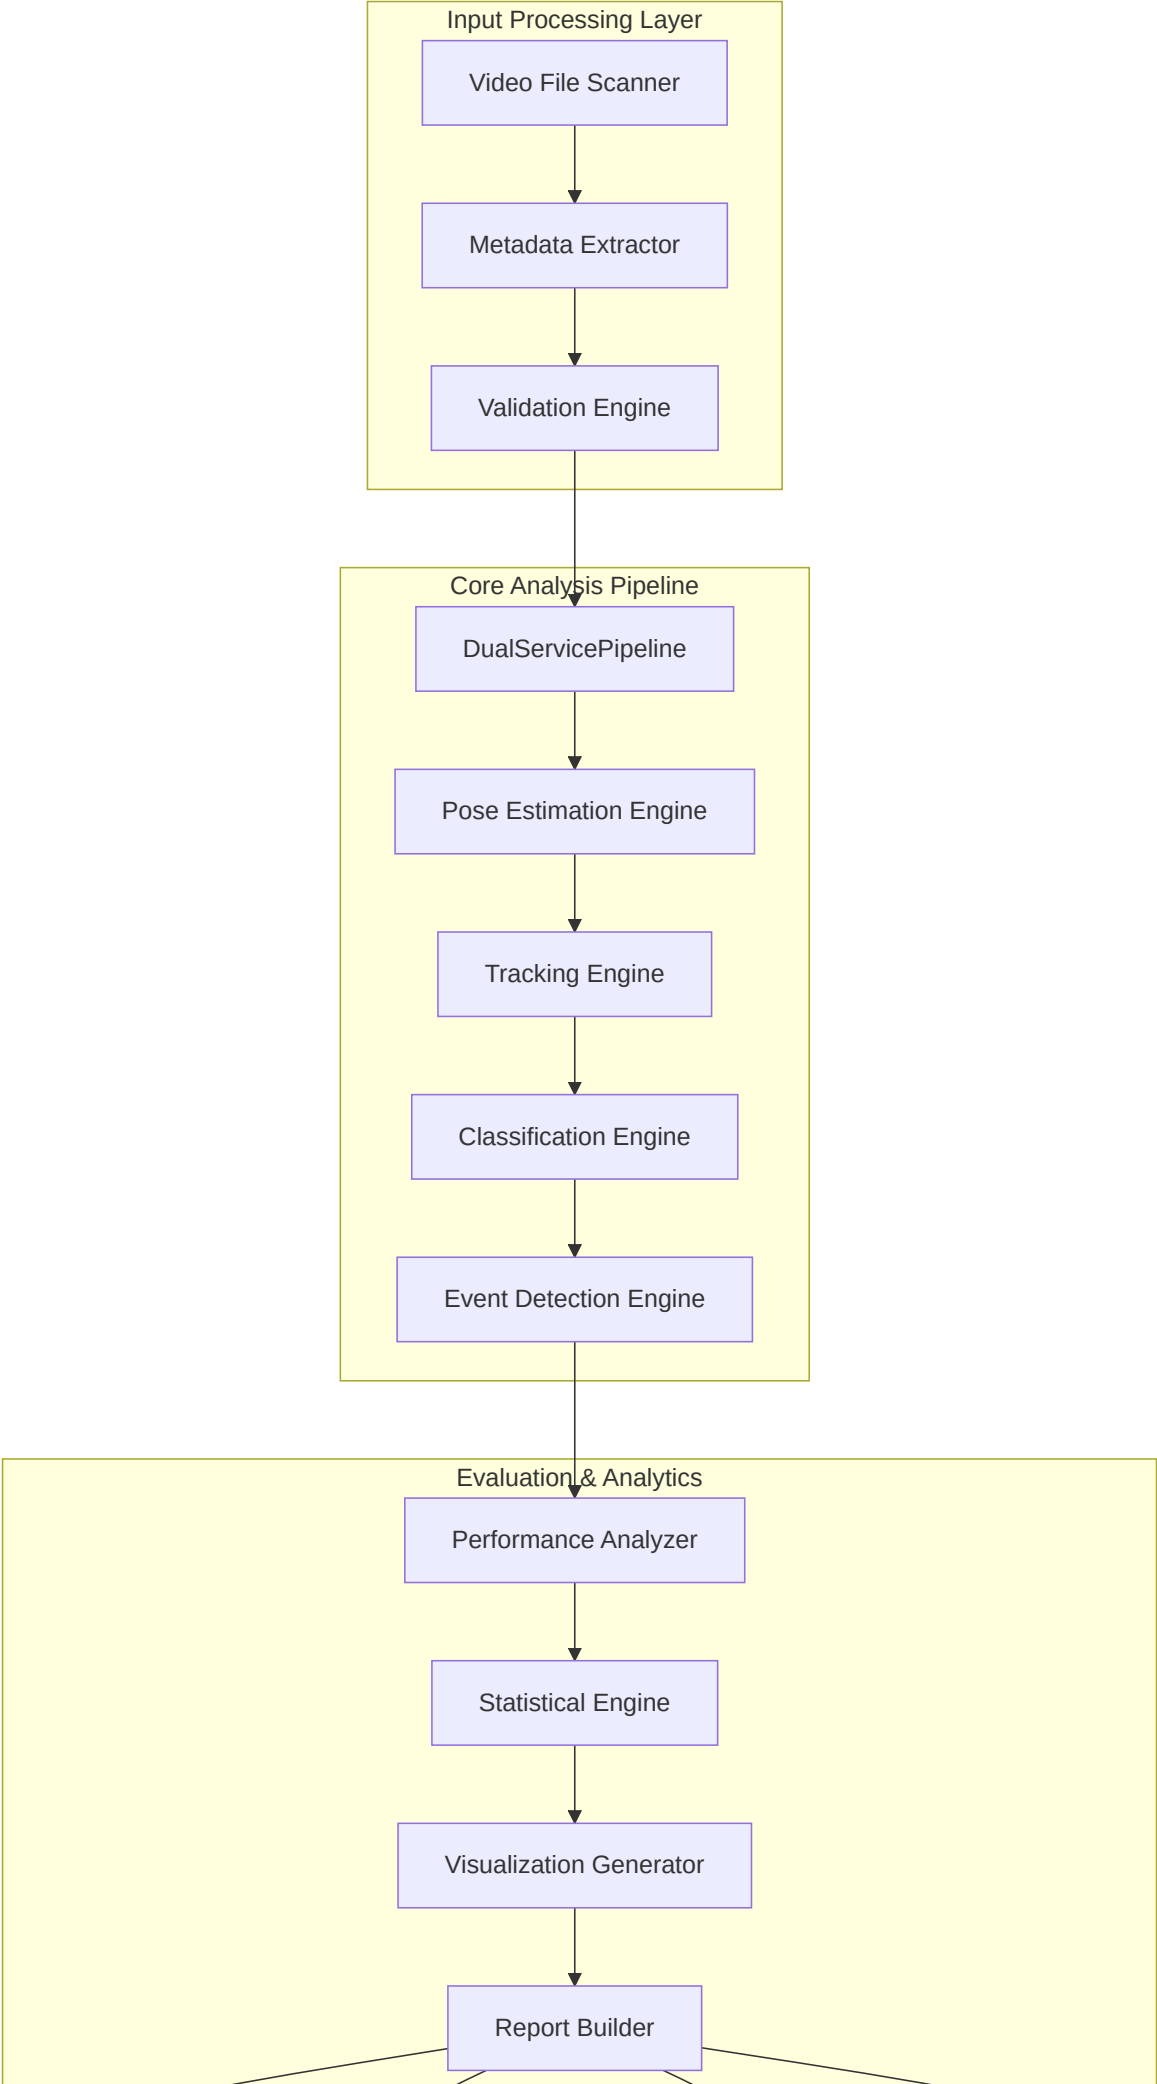 Input Processing Layer
Video File Scanner
Metadata Extractor
Validation Engine
Core Analysis Pipeline
DualServicePipeline
Pose Estimation Engine
Tracking Engine
Classification Engine
Event Detection Engine
Evaluation & Analytics
Performance Analyzer
Statistical Engine
Visualization Generator
Report Builder